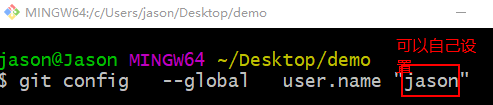 MINGW64:/c/Users/jason/Desktop/demo
jason@Jason MINGW64 ~/Desktop/demo
可以自己设
置
$ git config   --global   user.name "jason"